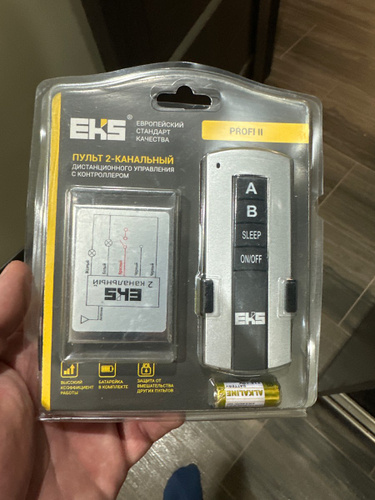 EKS
ЕВРОПЕЙСКИЙ
СТАНДАРТ
КАЧЕСТВА
PROFI II
ПУЛЬТ 2-КАНАЛЬНЫЙ
ДИСТАНЦИОННОГО УПРАВЛЕНИЯ
С КОНТРОЛЛЕРОМ
A
B
SLEEP
ON/OFF
EKS
2 канальный
EKS
ВЫСОКИЙ
КОЭФФИЦИЕНТ
РАБОТЫ
БАТАРЕЙКА
В КОМПЛЕКТЕ
ЗАЩИТА ОТ
ВМЕШАТЕЛЬСТВА
ДРУГИХ ПУЛЬТОВ
ALKALINE
BATTERY